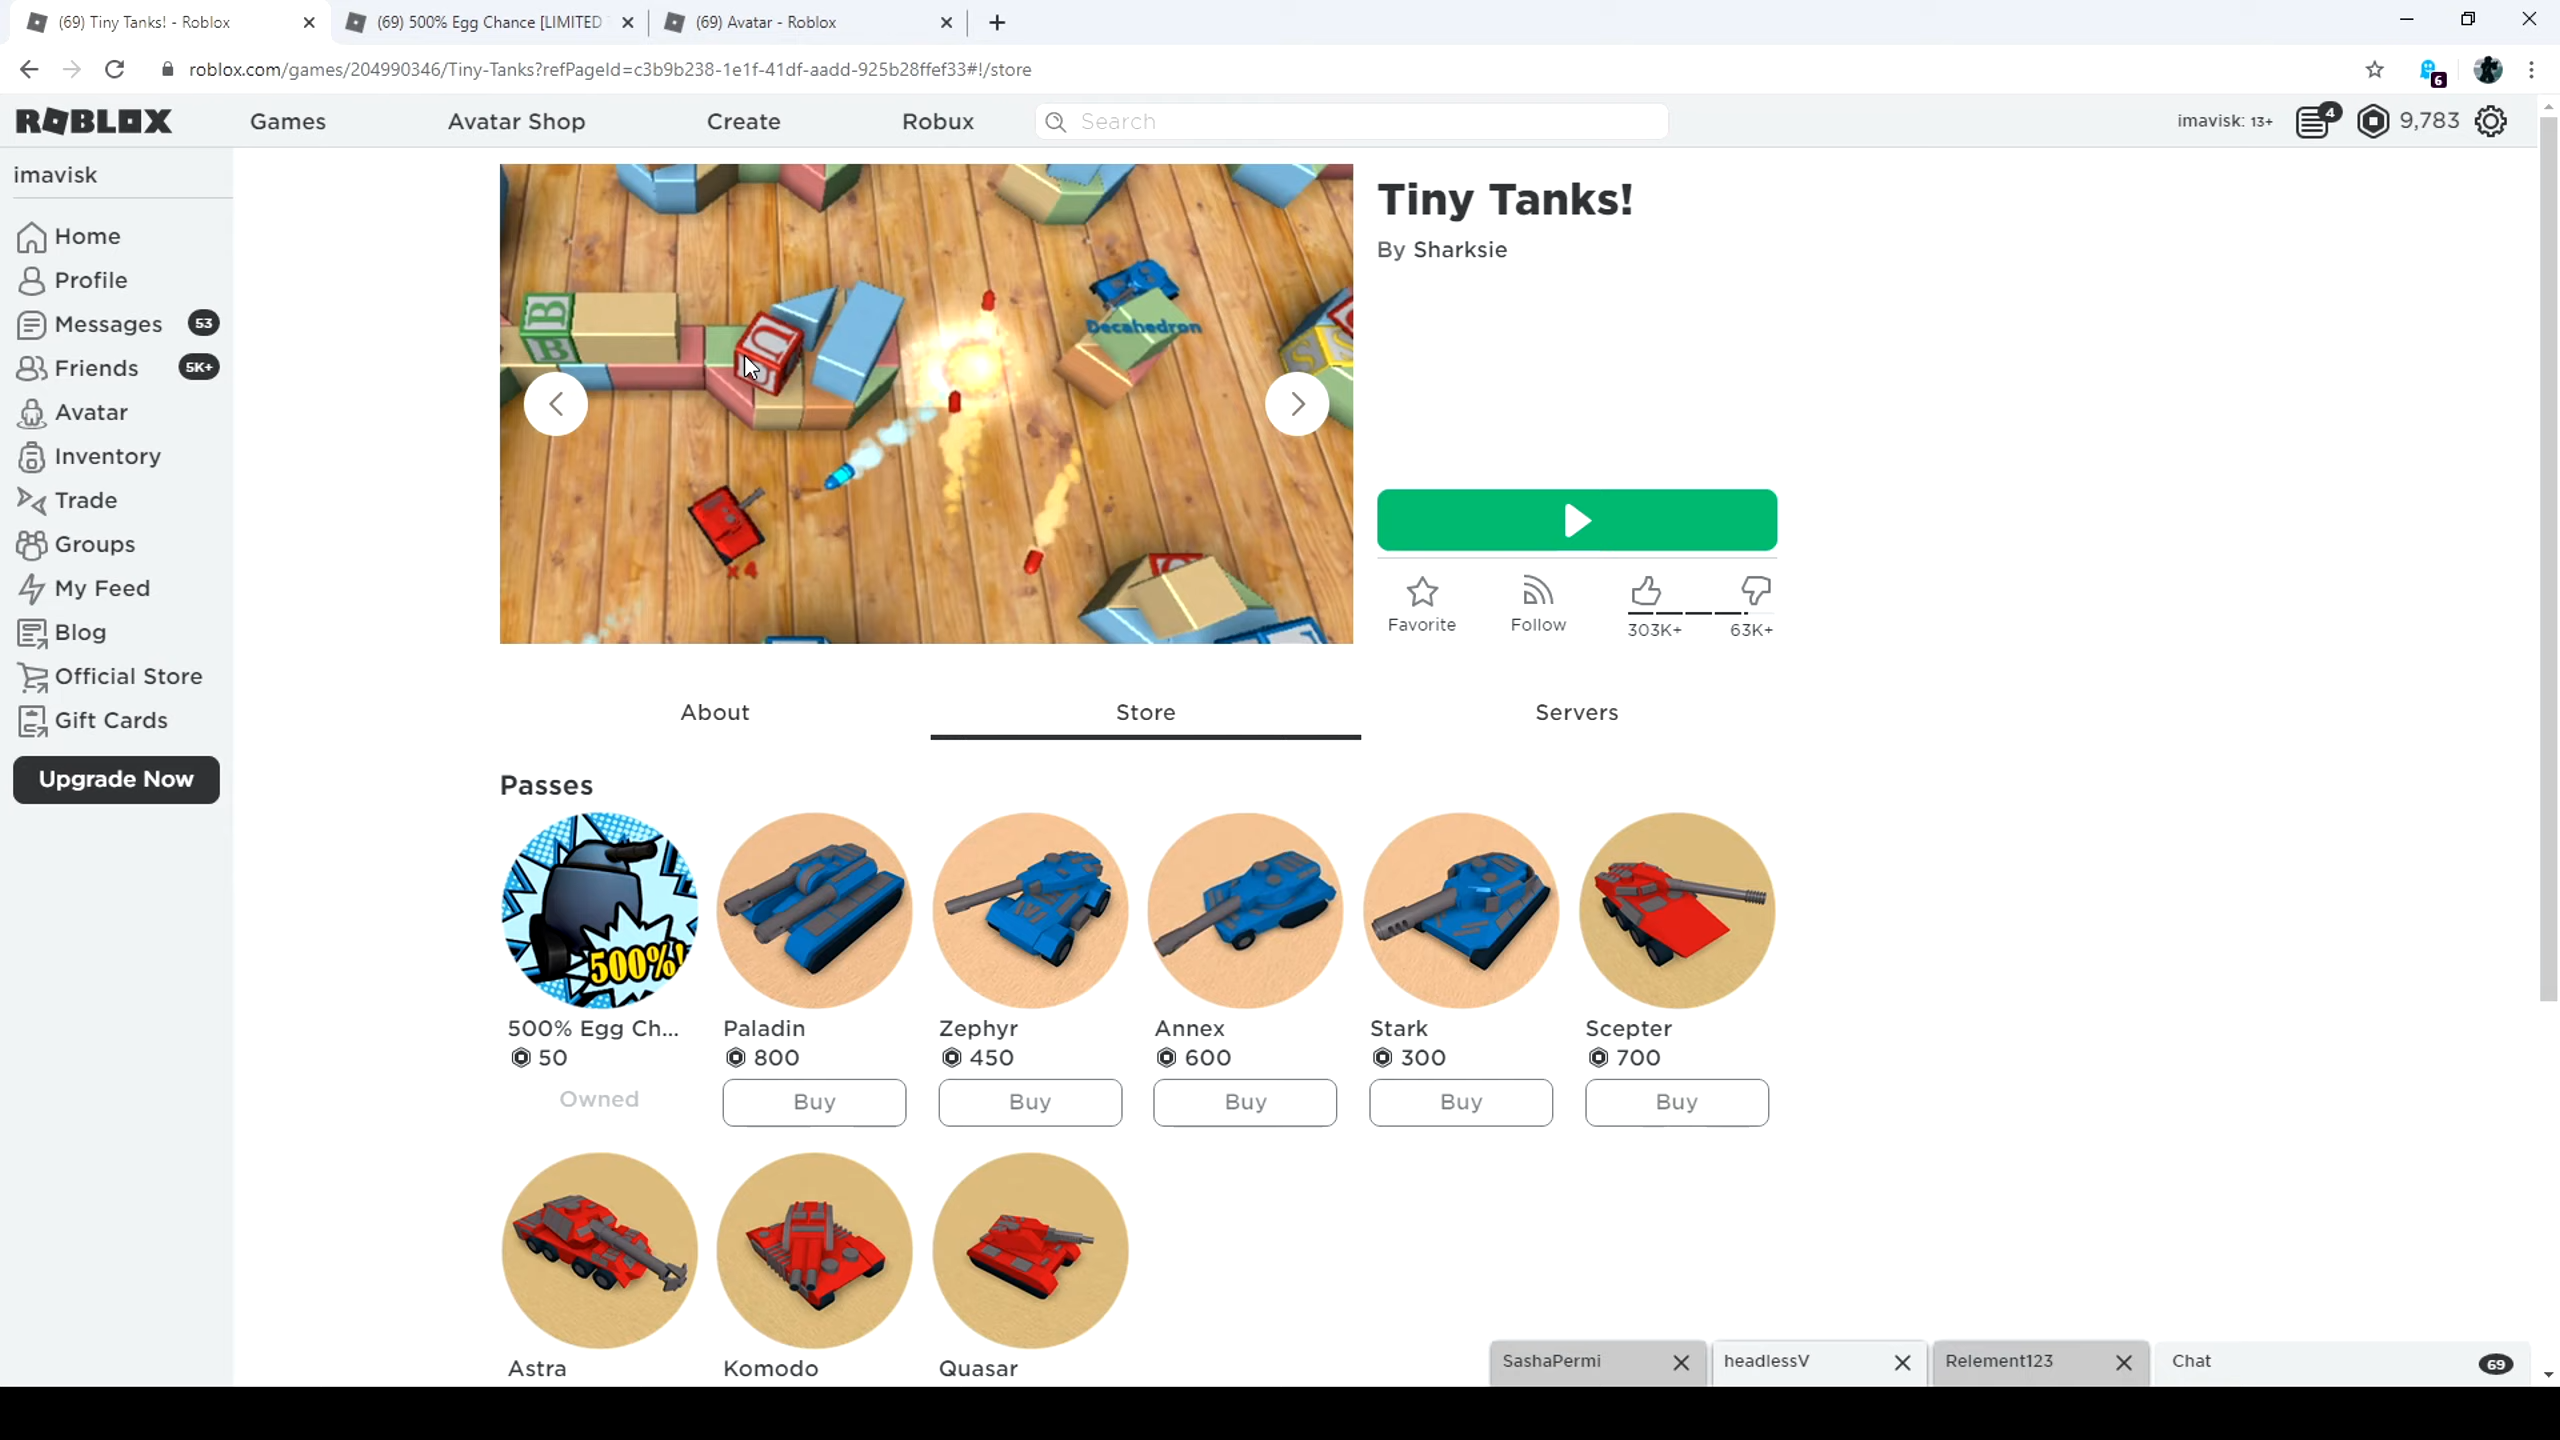 (69) Tiny Tanks! - Roblox
(69) 500% Egg Chance [LIMITED
(69) Avatar - Roblox
roblox.com/games/204990346/Tiny-Tanks?refPageId=c3b9b238-1e1f-41df-aadd-925b28ffef33#!/store
6
ROBLOX
Games
Avatar Shop
Create
Robux
Search
imavisk: 13+
4
9,783
imavisk
Home
Profile
Messages 53
Friends 5K+
Avatar
Inventory
Trade
Groups
My Feed
Blog
Official Store
Gift Cards
Upgrade Now
B
B
Decahedron
x4
Tiny Tanks!
By Sharksie
Favorite
Follow
303K+
63K+
About
Store
Servers
Passes
500%!
500% Egg Ch...
50
Owned
Paladin
800
Buy
Zephyr
450
Buy
Annex
600
Buy
Stark
300
Buy
Scepter
700
Buy
Astra
Komodo
Quasar
SashaPermi
headlessV
Relement123
Chat
69